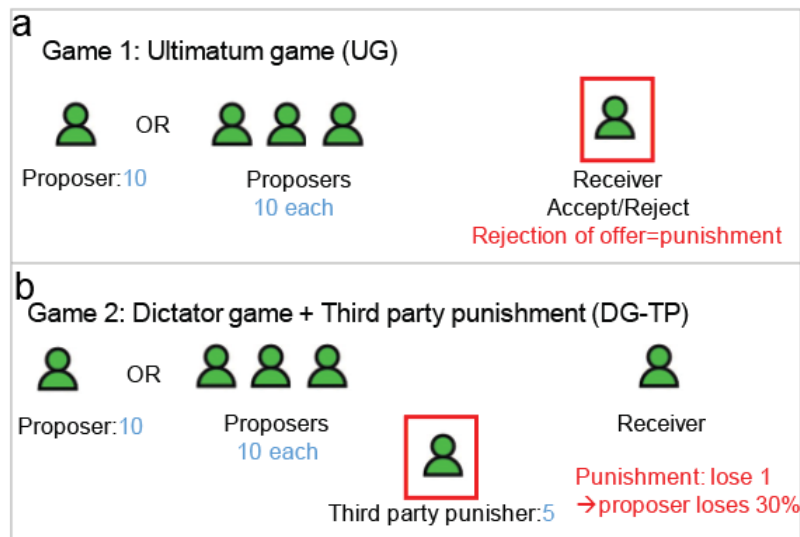 a
Game 1: Ultimatum game (UG)
OR
Proposer:10
Proposers
10 each
Receiver
Accept/Reject
Rejection of offer=punishment
b
Game 2: Dictator game + Third party punishment (DG-TP)
OR
Proposer:10
Proposers
10 each
Third party punisher:5
Receiver
Punishment: lose 1
→proposer loses 30%